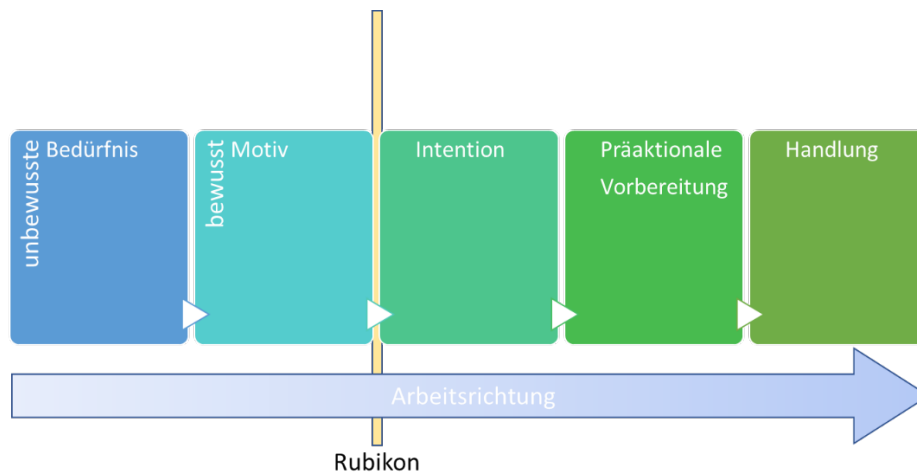 unbewusste
Bedürfnis
bewusst
Motiv
Intention
Präaktionale
Vorbereitung
Handlung
Arbeitsrichtung
Rubikon